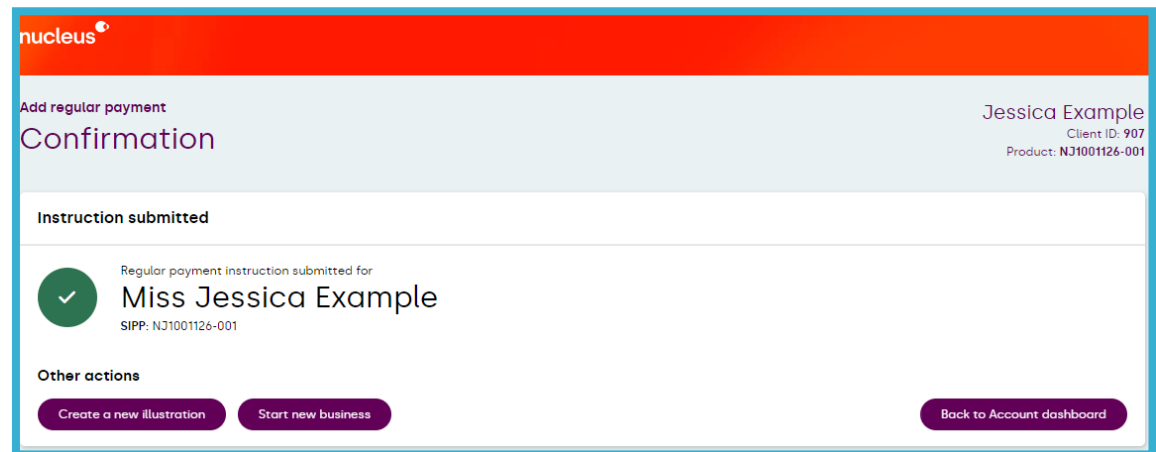 nucleus
Add regular payment
Confirmation
Jessica Example
Client ID: 907
Product: NJ1001126-001
Instruction submitted
Regular payment instruction submitted for
Miss Jessica Example
SIPP: NJ1001126-001
Other actions
Create a new illustration
Start new business
Back to Account dashboard